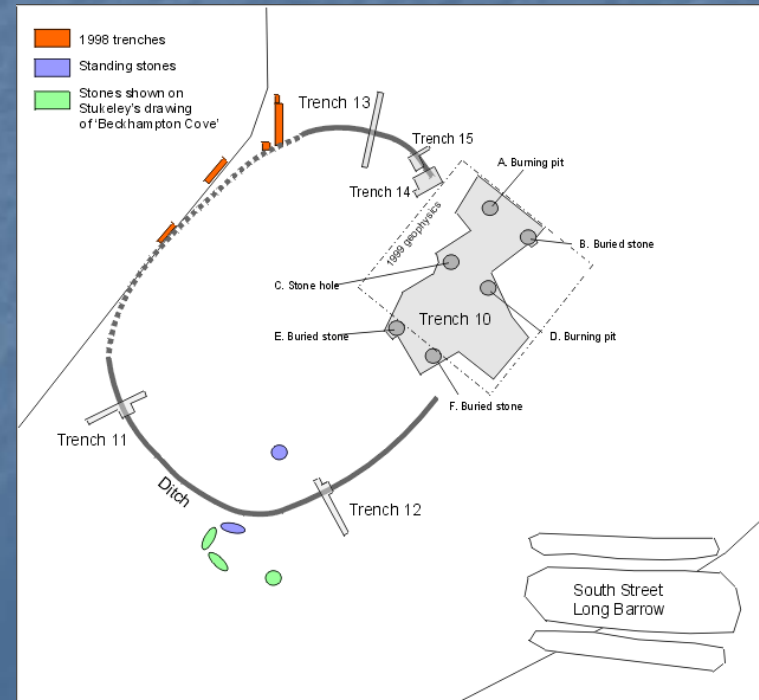 1998 trenches
Standing stones
Stones shown on
Stukeley's drawing
of 'Beckhampton Cove'
Trench 13
Trench 15
Trench 14
A. Burning pit
1999 geophysics
B. Buried stone
C. Stone hole
Trench 10
E. Buried stone
D. Burning pit
F. Buried stone
Trench 11
Ditch
Trench 12
South Street
Long Barrow